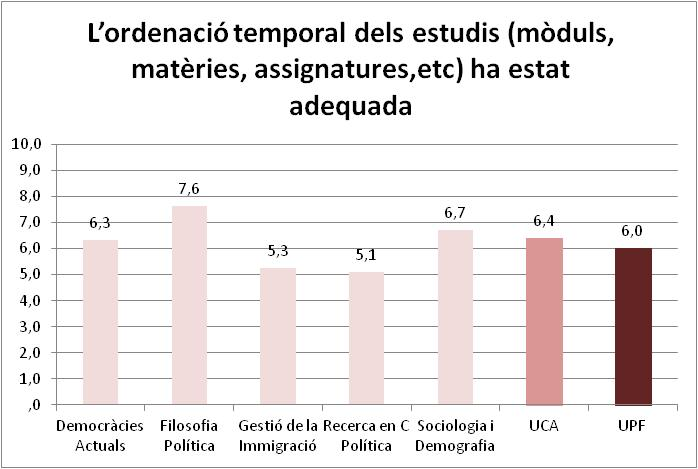 L'ordenació temporal dels estudis (mòduls,
matèries, assignatures,etc) ha estat
adequada
10,0
9,0
8,0
7,0
6,0
5,0
4,0
3,0
2,0
1,0
,0
6,3
7,6
5,3
5,1
6,7
6,4
6,0
Democràcies
Actuals
Filosofia
Política
Gestió de la
Immigració
Recerca en C
Política
Sociologia i
Demografia
UCA
UPF